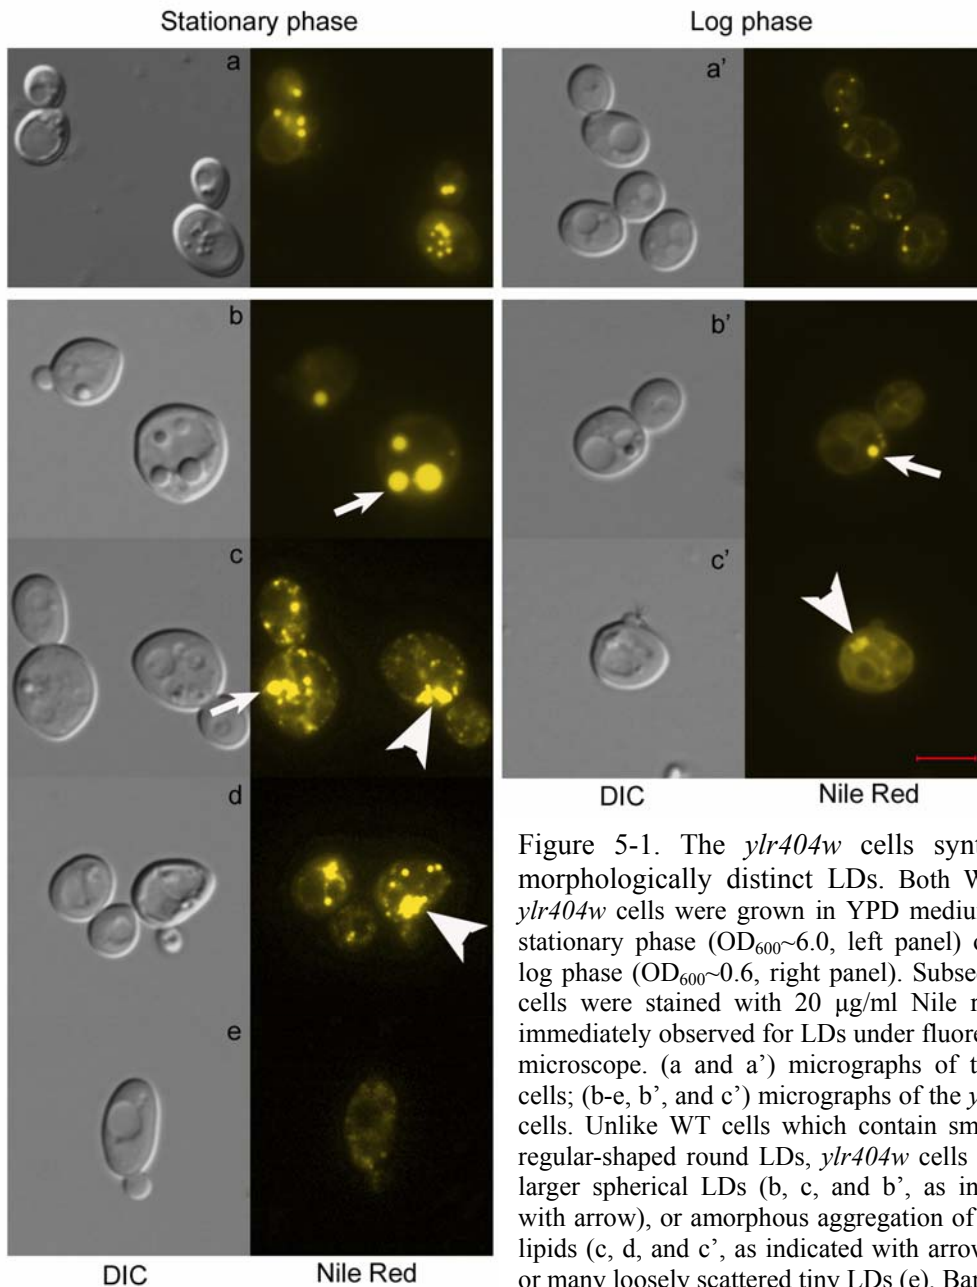 Stationary phase
Log phase
a
a'
b
b'
c
c'
d
e
DIC
Nile Red
DIC
Nile Red
Figure 5-1. The ylr404w cells synt
morphologically distinct LDs. Both W
ylr404w cells were grown in YPD medium
stationary phase (OD600~6.0, left panel) o
log phase (OD600~0.6, right panel). Subse
cells were stained with 20 μg/ml Nile r
immediately observed for LDs under fluore
microscope. (a and a') micrographs of t
cells; (b-e, b', and c') micrographs of the y
cells. Unlike WT cells which contain sm
regular-shaped round LDs, ylr404w cells
larger spherical LDs (b, c, and b', as in
with arrow), or amorphous aggregation of
lipids (c, d, and c', as indicated with arrow
or many loosely scattered tiny LDs (e). Bar